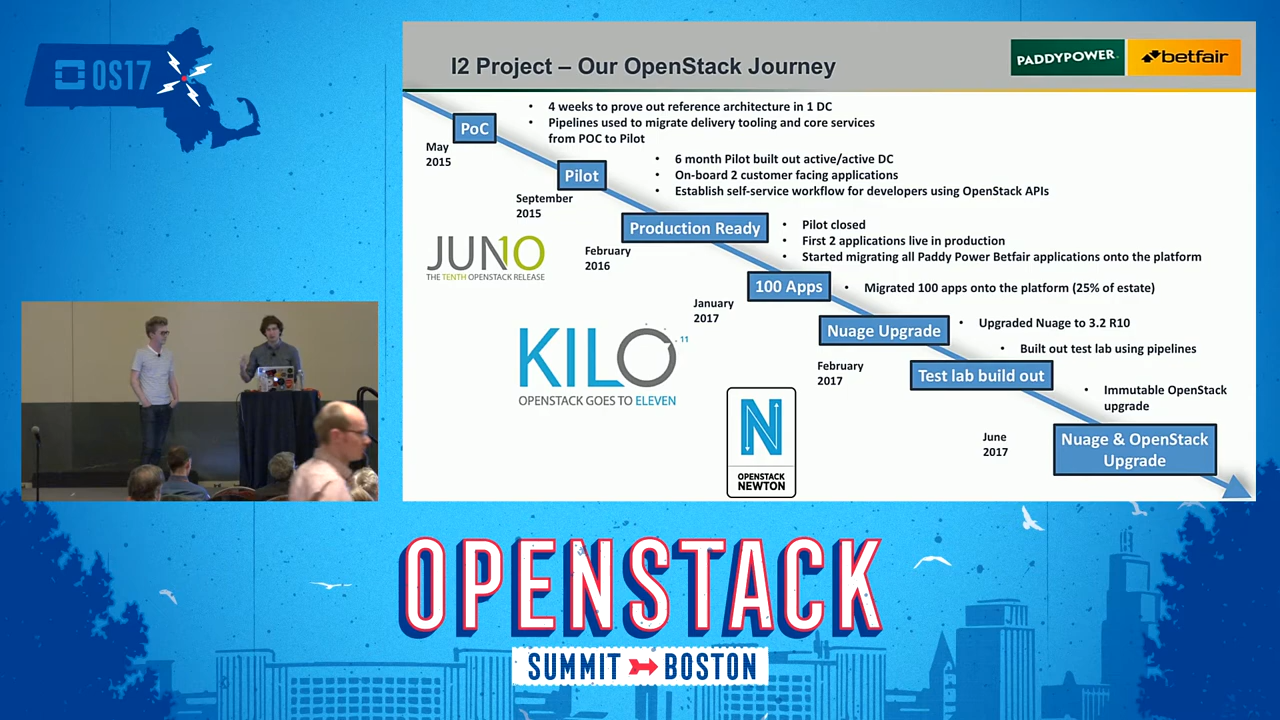 OS17
I2 Project – Our OpenStack Journey
PADDYPOWER.
betfair
• 4 weeks to prove out reference architecture in 1 DC
• Pipelines used to migrate delivery tooling and core services
from POC to Pilot
PoC
May
2015
• 6 month Pilot built out active/active DC
• On-board 2 customer facing applications
• Establish self-service workflow for developers using OpenStack APIs
Pilot
September
2015
• Pilot closed
• First 2 applications live in production
• Started migrating all Paddy Power Betfair applications onto the platform
Production Ready
February
2016
JUNO
THE TENTH OPENSTACK RELEASE
100 Apps
• Migrated 100 apps onto the platform (25% of estate)
January
2017
Nuage Upgrade
• Upgraded Nuage to 3.2 R10
KILO
11
OPENSTACK GOES TO ELEVEN
• Built out test lab using pipelines
February
2017
Test lab build out
• Immutable OpenStack
upgrade
N
OPENSTACK
NEWTON
June
2017
Nuage & OpenStack
Upgrade
OPENSTACK
SUMMIT BOSTON